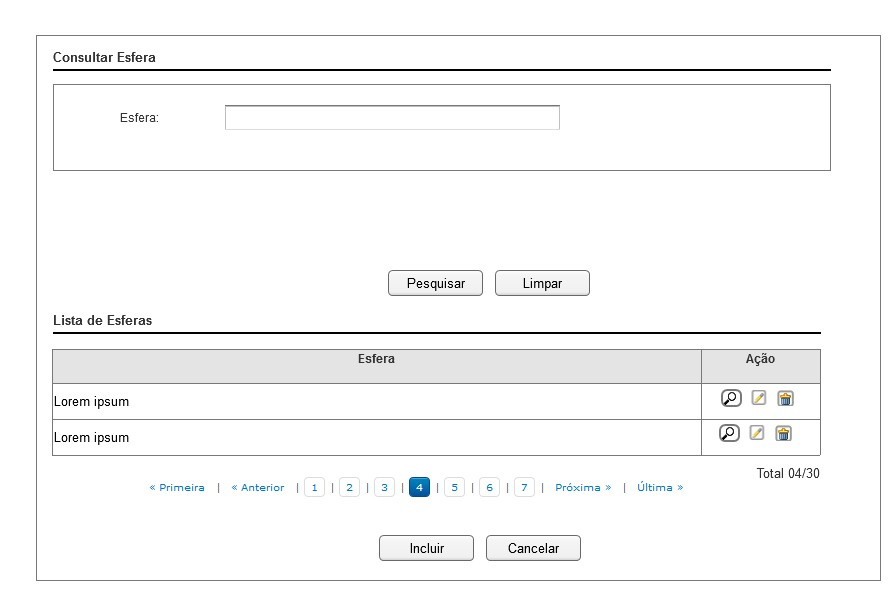 Consultar Esfera
Esfera:
Pesquisar Limpar
Lista de Esferas
Esfera Ação
Lorem ipsum
Lorem ipsum
Total 04/30
« Primeira | « Anterior | 1 | 2 | 3 | 4 | 5 | 6 | 7 | Próxima » | Última »
Incluir Cancelar